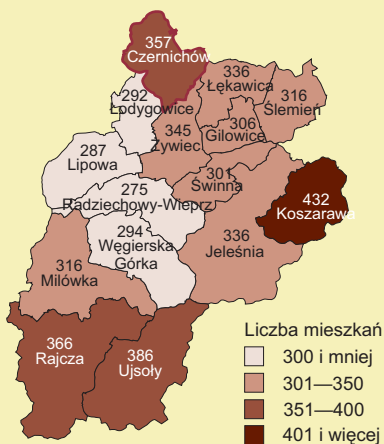 357
Czernichów
292
Łodygowice
336
Łękawica
316
Ślemień
345
Żywiec
306
Gilowice
287
Lipowa
301
Świnna
275
Radziechowy-Wieprz
432
Koszarawa
294
Węgierska
Górka
336
Jeleśnia
316
Milówka
366
Rajcza
386
Ujsoły
Liczba mieszkań
300 i mniej
301—350
351—400
401 i więcej